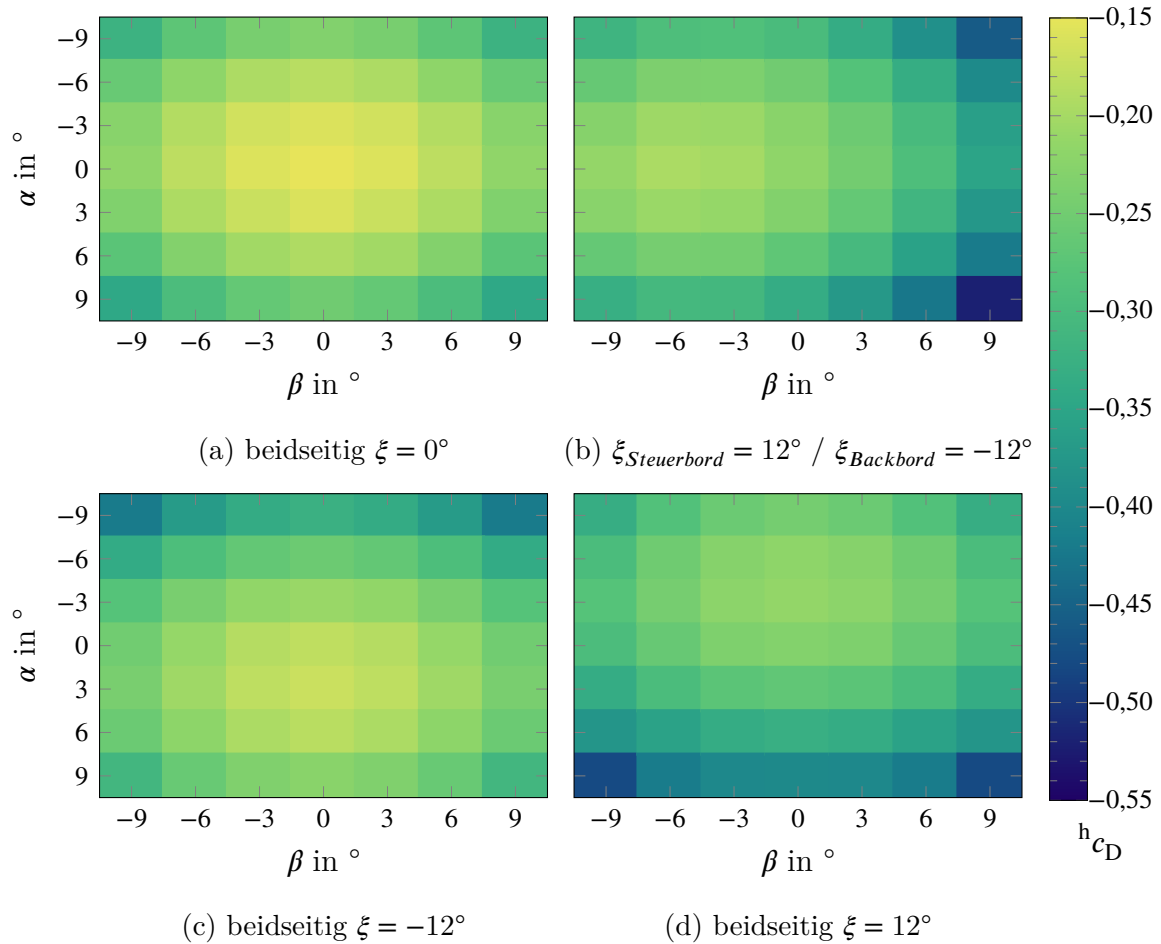 −9
−6
−3
0
3
6
9
α in °
−9 −6 −3 0 3 6 9
β in °
(a) beidseitig ξ = 0°
−9 −6 −3 0 3 6 9
β in °
(b) ξSteuerbord = 12° / ξBackbord = −12°
−9
−6
−3
0
3
6
9
α in °
−9 −6 −3 0 3 6 9
β in °
(c) beidseitig ξ = −12°
−9 −6 −3 0 3 6 9
β in °
(d) beidseitig ξ = 12°
−0,15
−0,20
−0,25
−0,30
−0,35
−0,40
−0,45
−0,50
−0,55
ʰcD